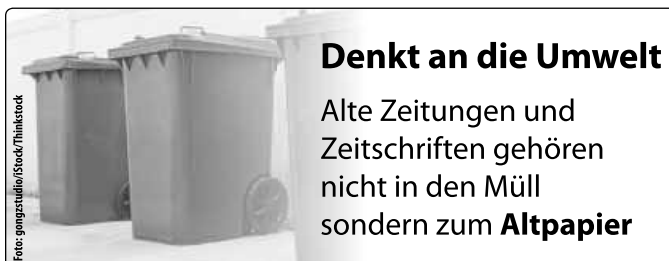 Denkt an die Umwelt
Alte Zeitungen und
Zeitschriften gehören
nicht in den Müll
sondern zum Altpapier
Foto: gongzstudio/iStock/Thinkstock